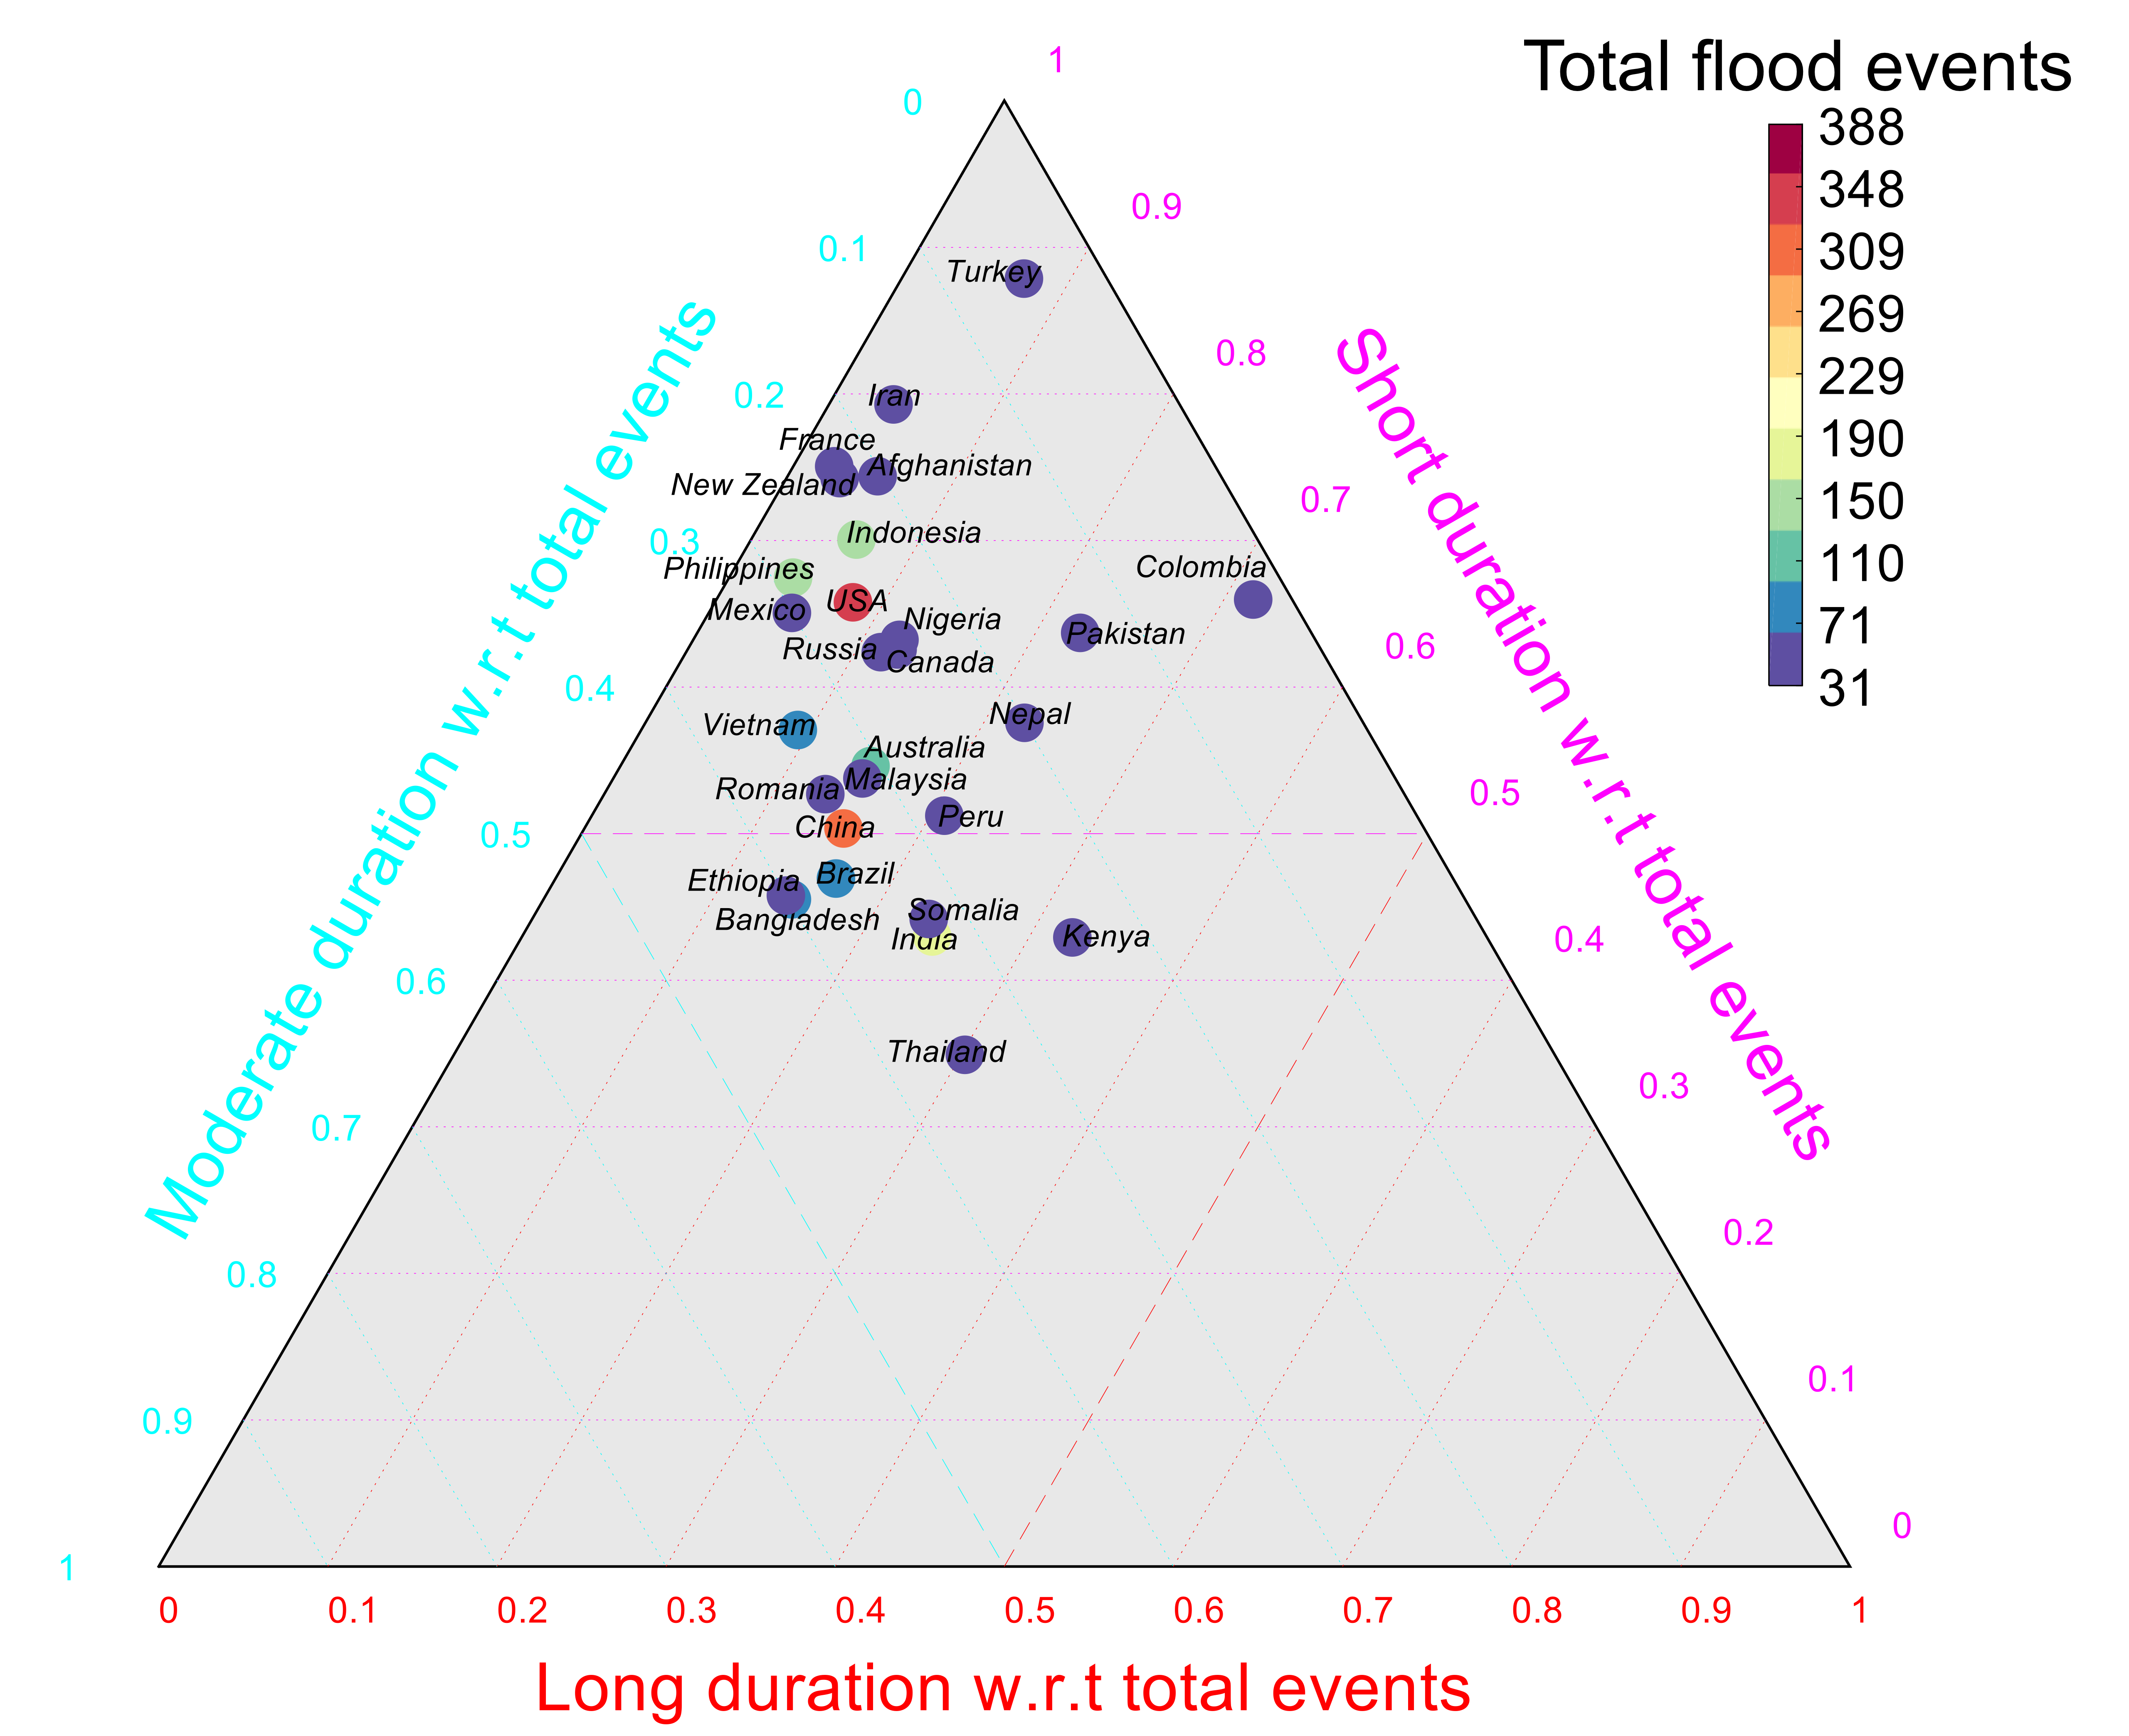 Total flood events
388
348
309
269
229
190
150
110
71
31
1
0.9
0.8
0.7
0.6
0.5
0.4
0.3
0.2
0.1
0
Short duration w.r.t total events
0
0.1
0.2
0.3
0.4
0.5
0.6
0.7
0.8
0.9
1
Moderate duration w.r.t total events
Turkey
Iran
France
Afghanistan
New Zealand
Indonesia
Philippines
Colombia
USA
Mexico
Nigeria
Pakistan
Russia
Canada
Nepal
Vietnam
Australia
Malaysia
Romania
Peru
China
Brazil
Ethiopia
Bangladesh
Somalia
India
Kenya
Thailand
0 0.1 0.2 0.3 0.4 0.5 0.6 0.7 0.8 0.9 1
Long duration w.r.t total events